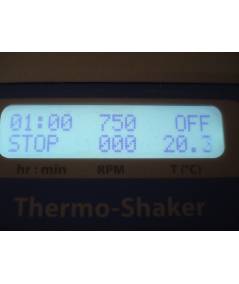 01:00 750 OFF
STOP 000 20.3
hr : min RPM T (°C)
Thermo-Shaker